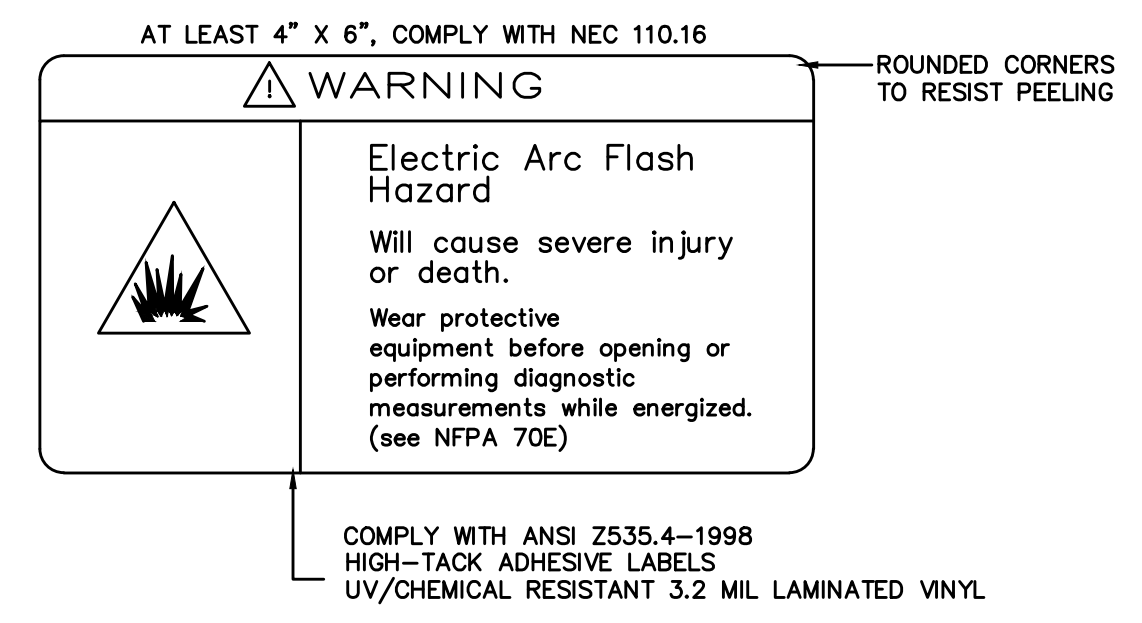 AT LEAST 4” X 6”, COMPLY WITH NEC 110.16
ROUNDED CORNERS
TO RESIST PEELING
! WARNING
Electric Arc Flash
Hazard
Will cause severe injury
or death.
Wear protective
equipment before opening or
performing diagnostic
measurements while energized.
(see NFPA 70E)
COMPLY WITH ANSI Z535.4–1998
HIGH–TACK ADHESIVE LABELS
UV/CHEMICAL RESISTANT 3.2 MIL LAMINATED VINYL